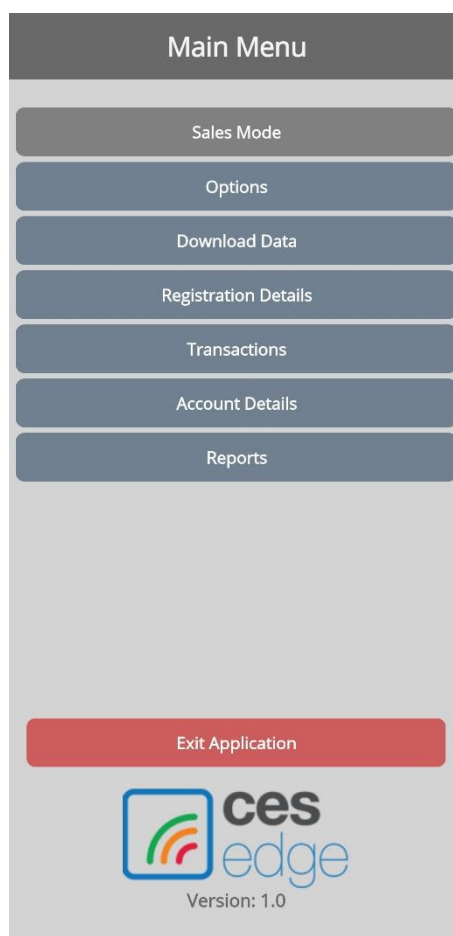 Main Menu
Sales Mode
Options
Download Data
Registration Details
Transactions
Account Details
Reports
Exit Application
ces
edge
Version: 1.0